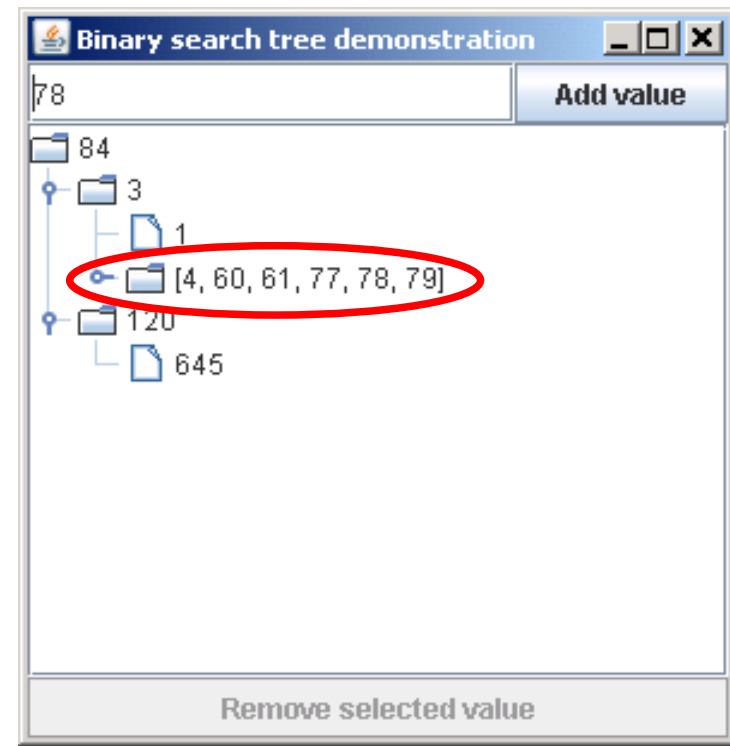 Binary search tree demonstration
78 Add value
84
3
1
[4, 60, 61, 77, 78, 79]
120
645
Remove selected value